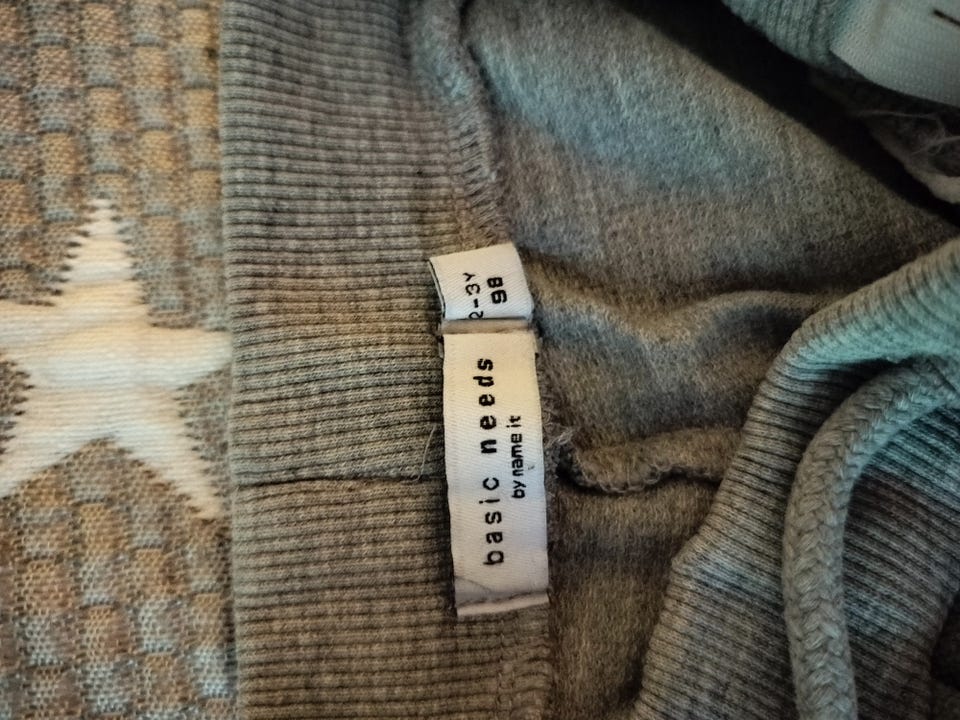 2-3Y
98
basic needs
by name it